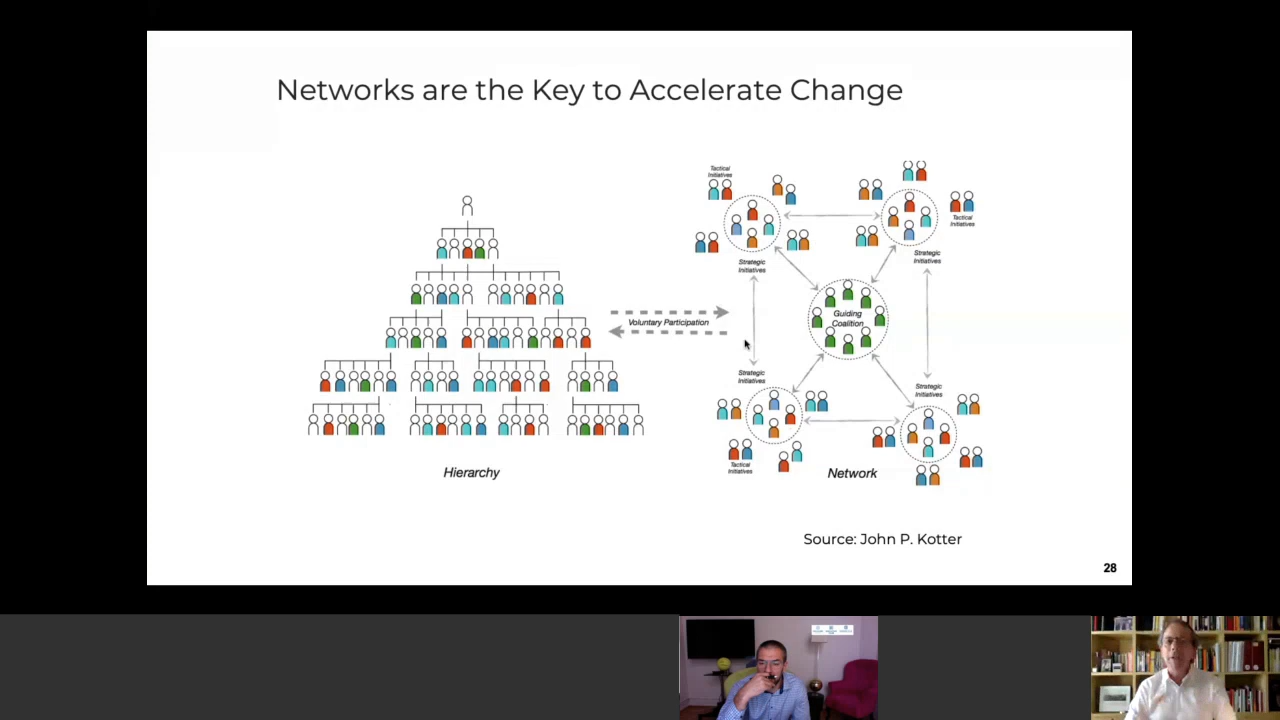 Networks are the Key to Accelerate Change
Tactical
Initiatives
Tactical
Initiatives
Strategic
Initiatives
Strategic
Initiatives
Voluntary Participation
Guiding
Coalition
Strategic
Initiatives
Strategic
Initiatives
Tactical
Initiatives
Hierarchy
Network
Source: John P. Kotter
28